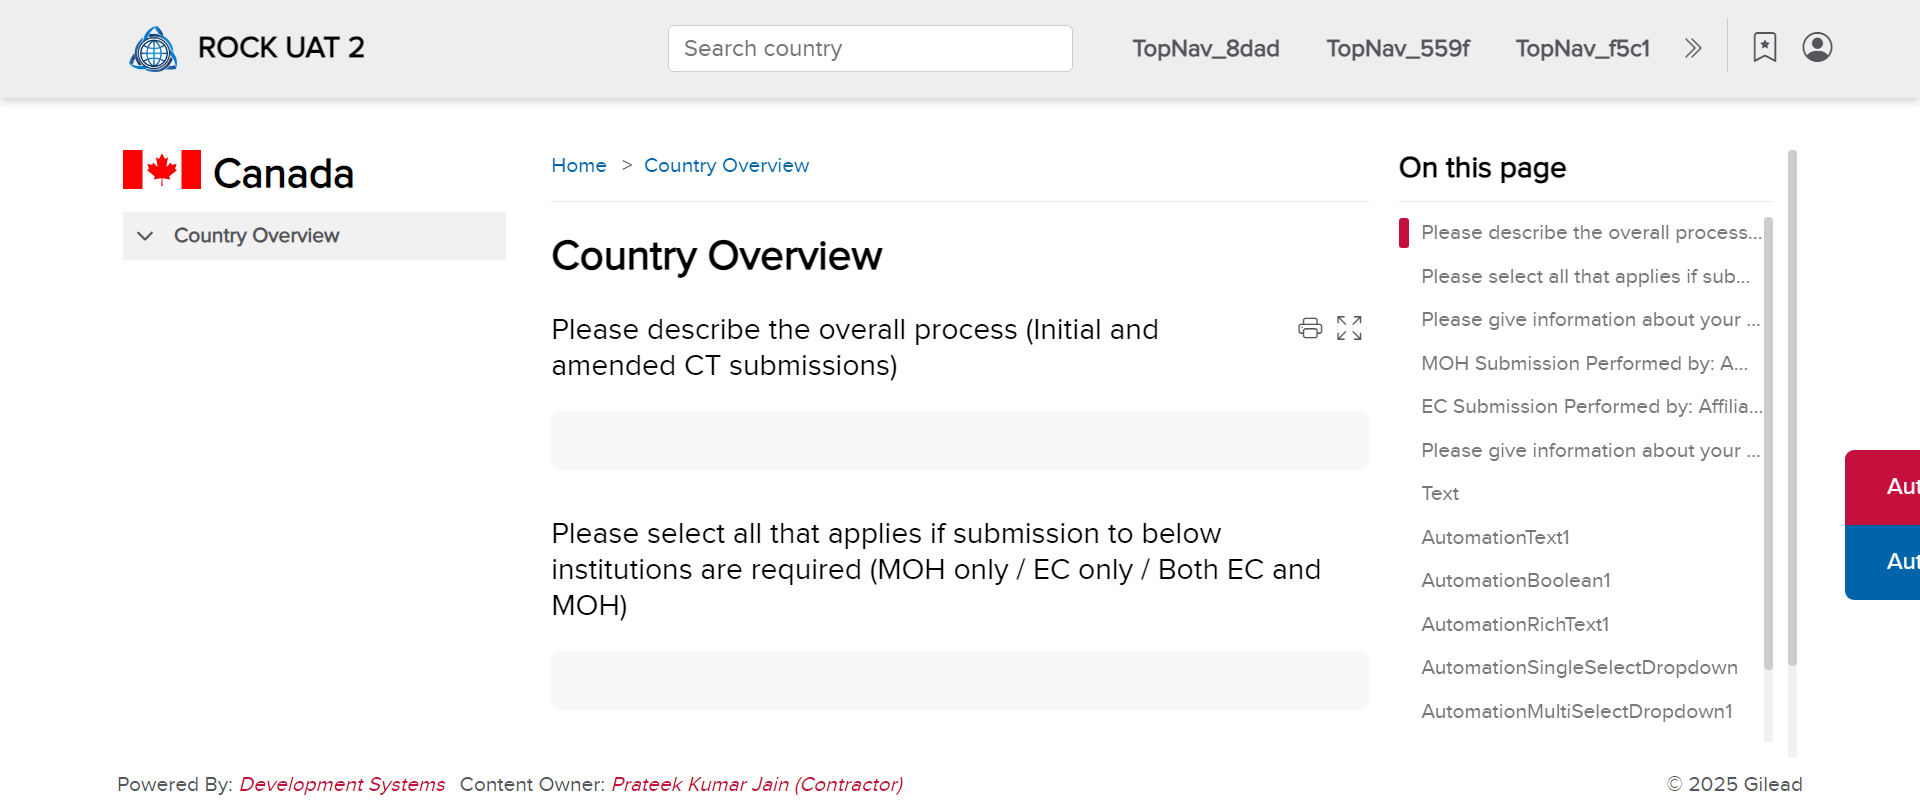 ROCK UAT 2
Search country
TopNav_8dad
TopNav_559f
TopNav_f5c1
Canada
Country Overview
Home > Country Overview
Country Overview
Please describe the overall process (Initial and
amended CT submissions)
Please select all that applies if submission to below
institutions are required (MOH only / EC only / Both EC and
MOH)
On this page
Please describe the overall process...
Please select all that applies if sub...
Please give information about your ...
MOH Submission Performed by: A...
EC Submission Performed by: Affilia...
Please give information about your ...
Text
AutomationText1
AutomationBoolean1
AutomationRichText1
AutomationSingleSelectDropdown
AutomationMultiSelectDropdown1
Aut
Aut
Powered By: Development Systems Content Owner: Prateek Kumar Jain (Contractor)
© 2025 Gilead